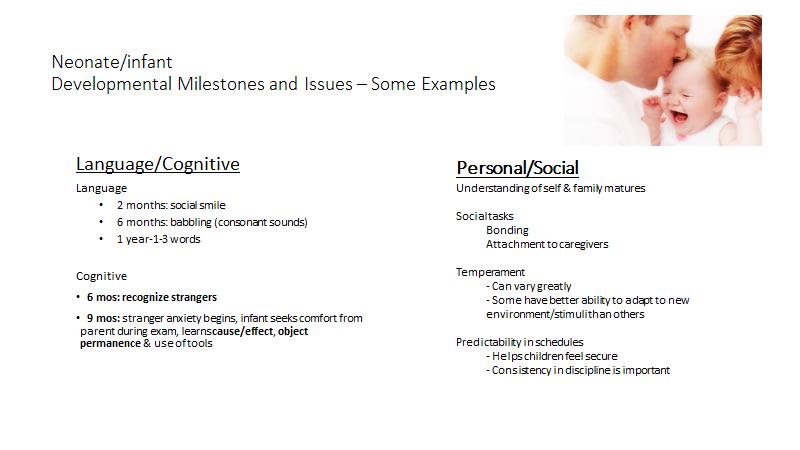 Neonate/infant
Developmental Milestones and Issues – Some Examples
Language/Cognitive
Language
• 2 months: social smile
• 6 months: babbling (consonant sounds)
• 1 year-1-3 words
Cognitive
• 6 mos: recognize strangers
• 9 mos: stranger anxiety begins, infant seeks comfort from
parent during exam, learnscause/effect, object
permanence & use of tools
Personal/Social
Understanding of self & family matures
Social tasks
Bonding
Attachment to caregivers
Temperament
- Can vary greatly
- Some have better ability to adapt to new
environment/stimuli than others
Predictability in schedules
- Helps children feel secure
- Consistency in discipline is important